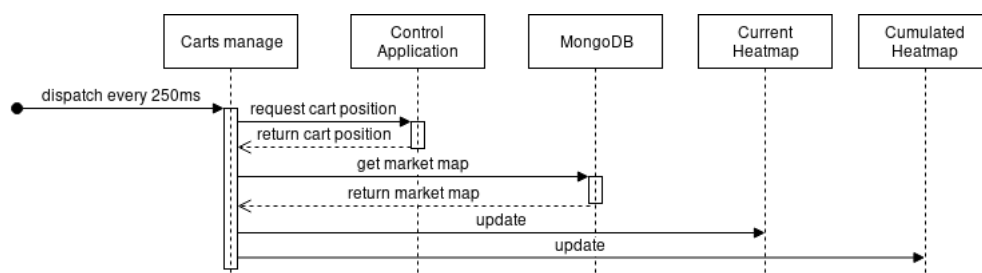 Carts manage
Control
Application
MongoDB
Current
Heatmap
Cumulated
Heatmap
dispatch every 250ms
request cart position
return cart position
get market map
return market map
update
update